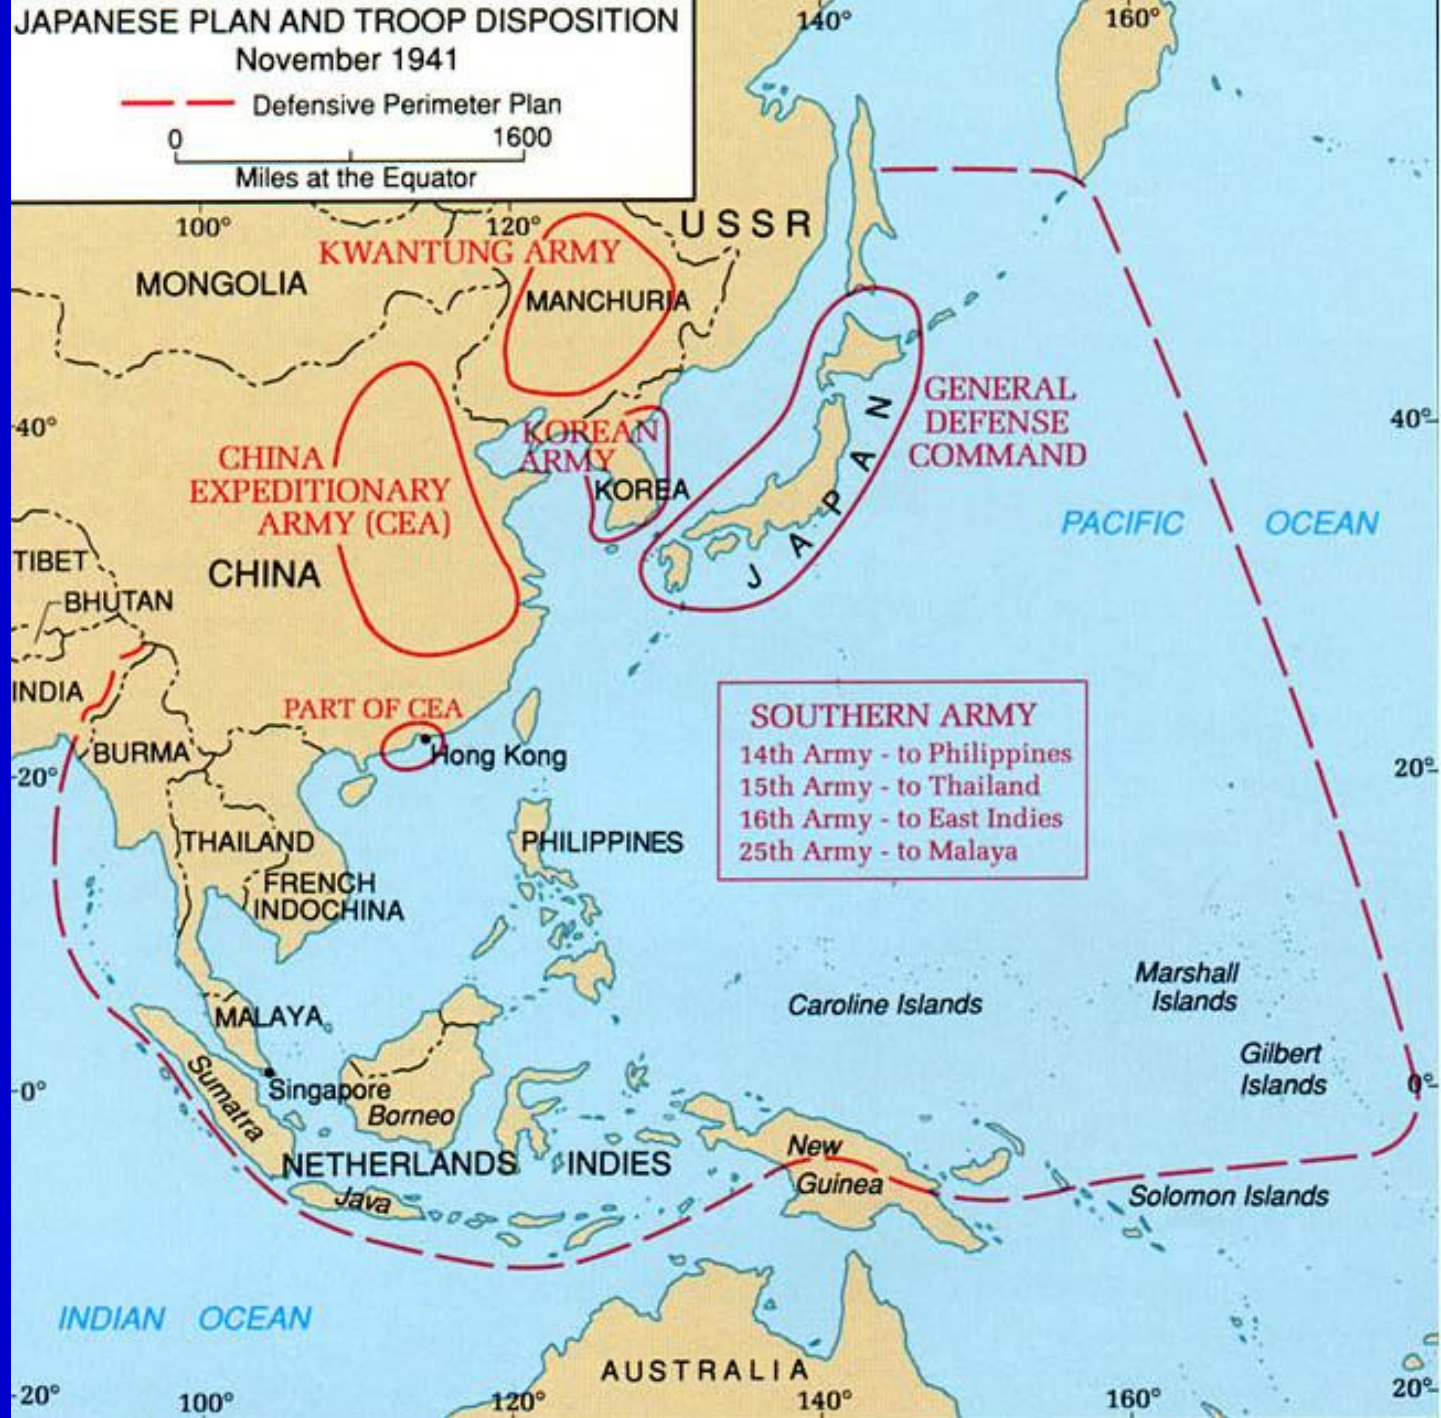 JAPANESE PLAN AND TROOP DISPOSITION
November 1941
Defensive Perimeter Plan
0 1600
Miles at the Equator
140° 160°
100° 120° USSR
KWANTUNG ARMY
MONGOLIA
MANCHURIA
GENERAL
DEFENSE
COMMAND
40° 40°
KOREAN
ARMY
KOREA
JAPAN
CHINA
EXPEDITIONARY
ARMY (CEA)
PACIFIC OCEAN
CHINA
TIBET
BHUTAN
INDIA
PART OF CEA
Hong Kong
BURMA
20° 20°
SOUTHERN ARMY
14th Army - to Philippines
15th Army - to Thailand
16th Army - to East Indies
25th Army - to Malaya
THAILAND
PHILIPPINES
FRENCH
INDOCHINA
Marshall
Islands
Caroline Islands
MALAYA
Gilbert
Islands
0° 0°
Singapore
Sumatra
Borneo
New
Guinea
NETHERLANDS INDIES
Java
Solomon Islands
INDIAN OCEAN
AUSTRALIA
20° 100° 120° 140° 160° 20°